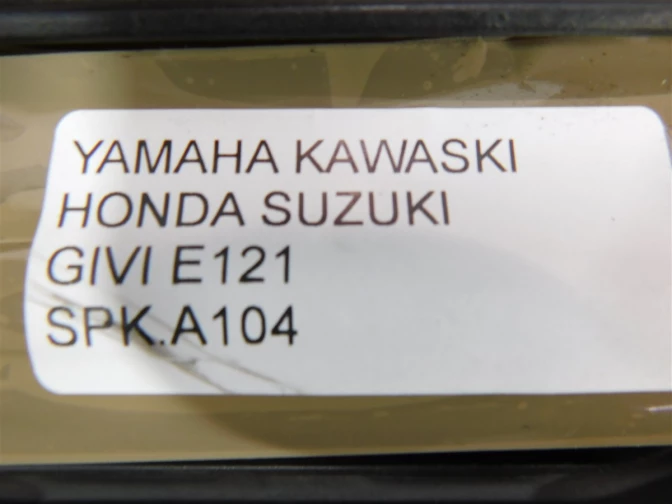 YAMAHA KAWASKI
HONDA SUZUKI
GIVI E121
SPK.A104